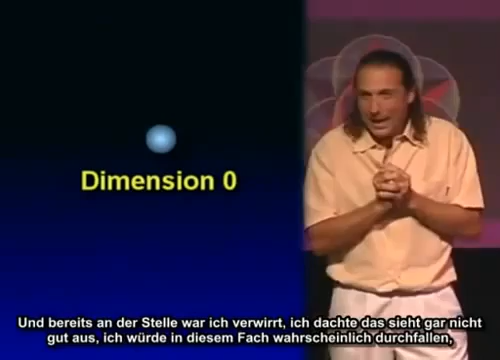 Dimension 0
Und bereits an der Stelle war ich verwirrt, ich dachte das sieht gar nicht
gut aus, ich würde in diesem Fach wahrscheinlich durchfallen,